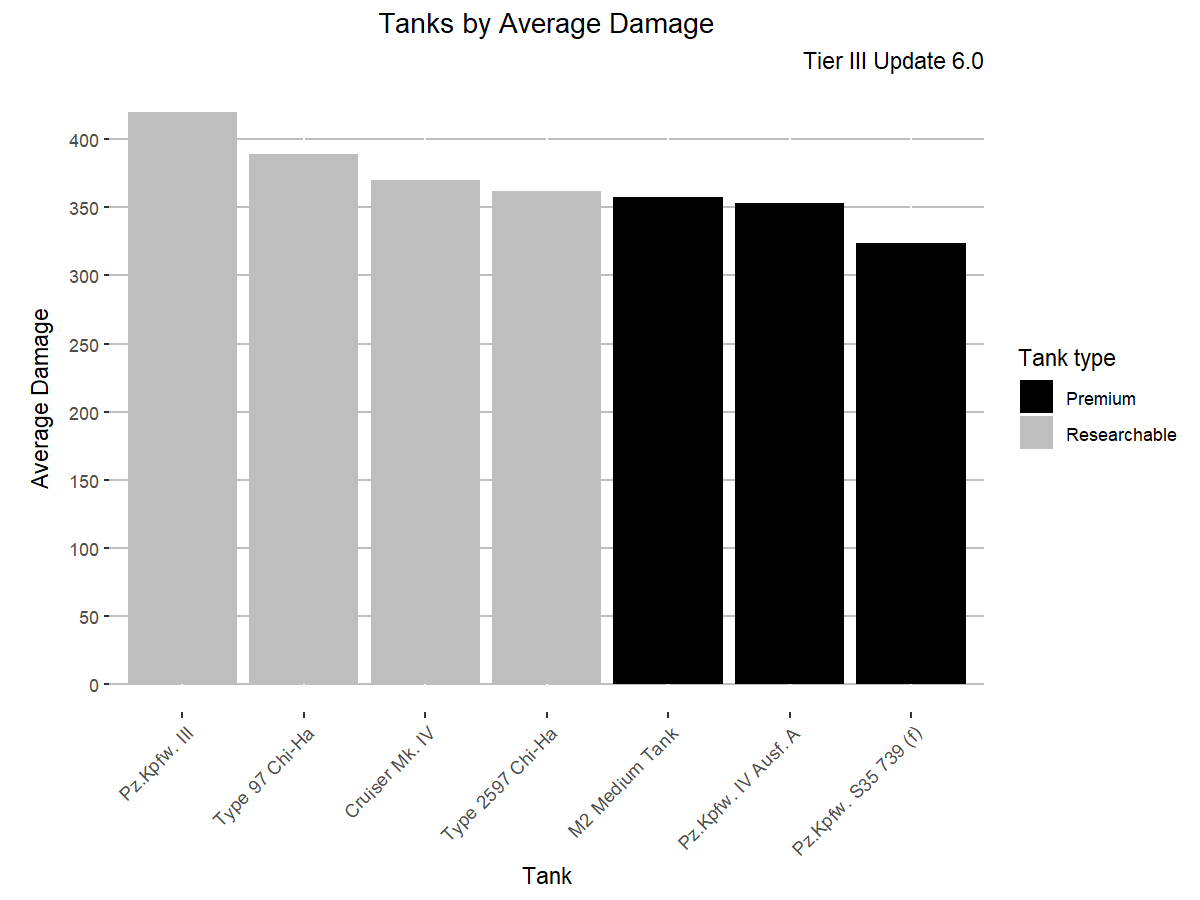 Tanks by Average Damage
Tier III Update 6.0
Average Damage
400
350
300
250
200
150
100
50
0
Pz.Kpfw. III
Type 97 Chi-Ha
Cruiser Mk. IV
Type 2597 Chi-Ha
M2 Medium Tank
Pz.Kpfw. IV Ausf. A
Pz.Kpfw. S35 739 (f)
Tank
Tank type
Premium
Researchable